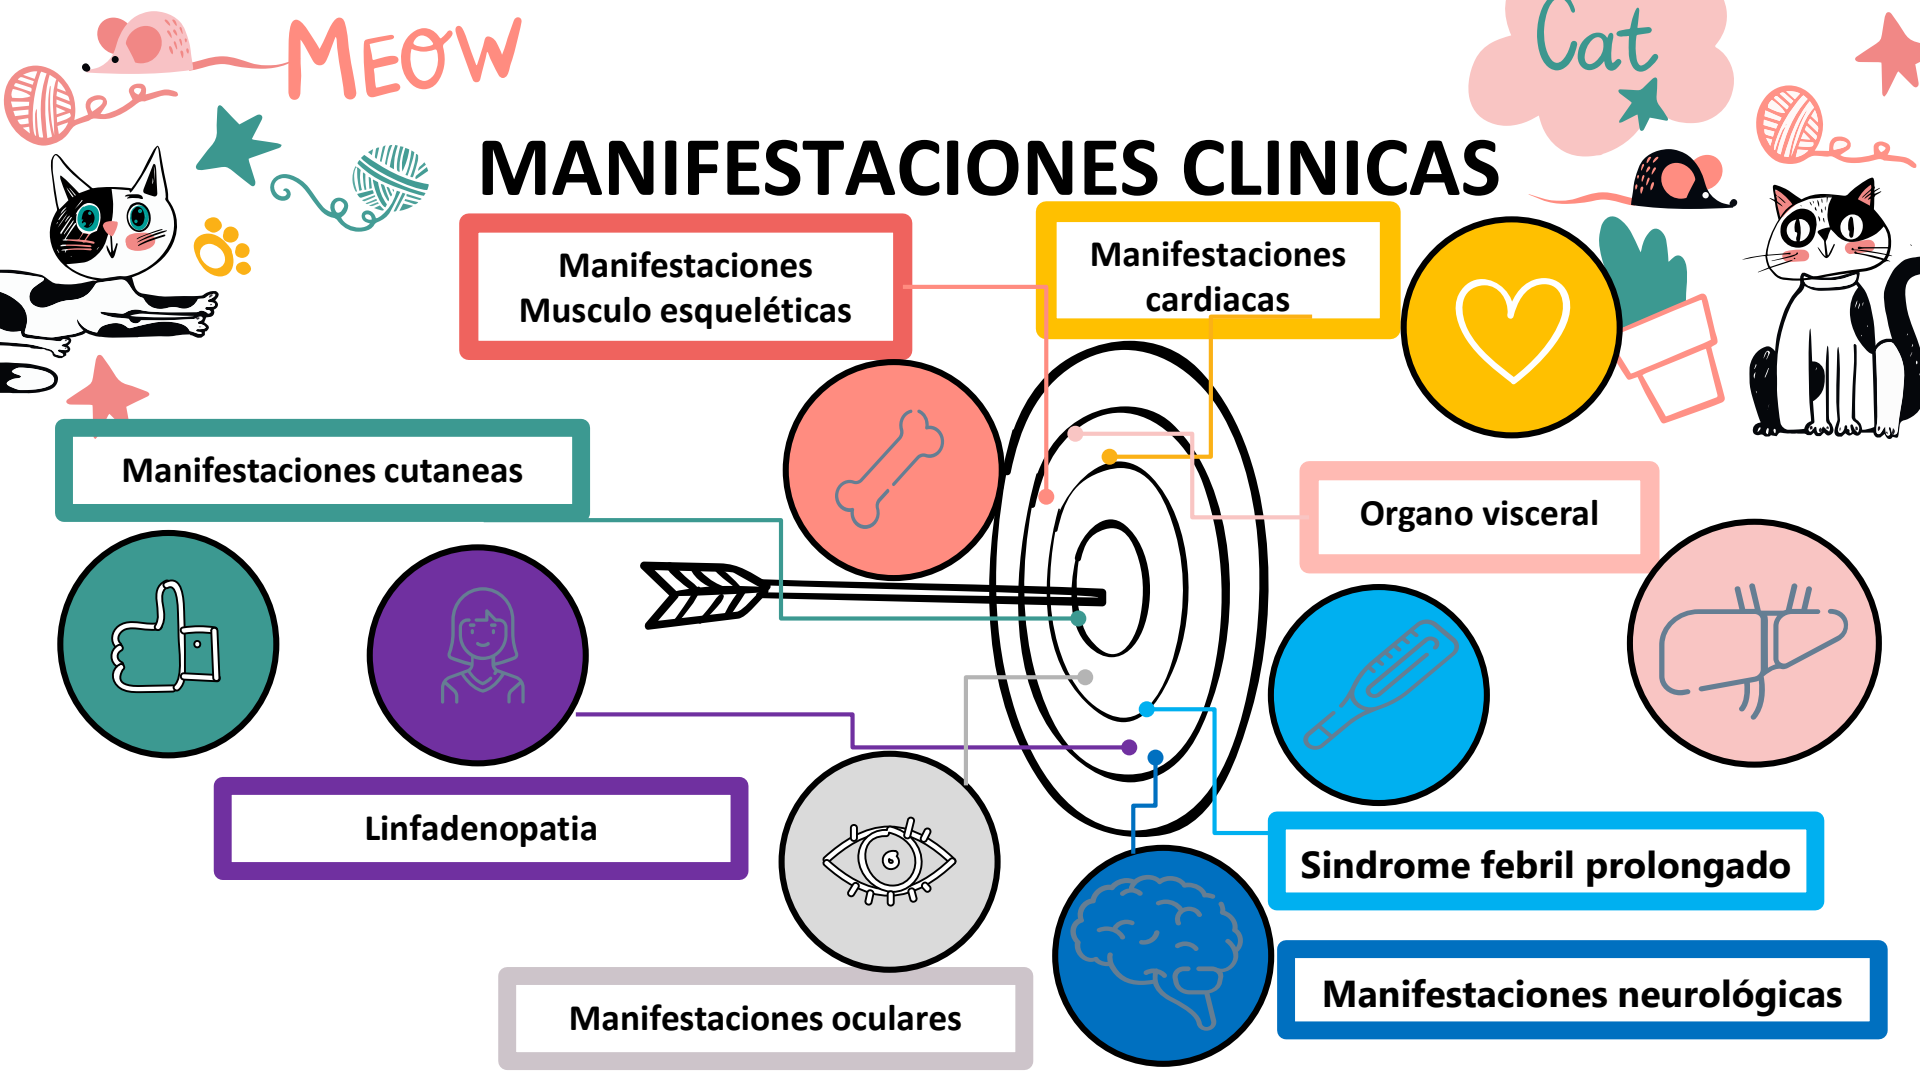 MEOW
Cat
MANIFESTACIONES CLINICAS
Manifestaciones
Musculo esqueléticas
Manifestaciones
cardiacas
Manifestaciones cutaneas
Organo visceral
Linfadenopatia
Sindrome febril prolongado
Manifestaciones neurológicas
Manifestaciones oculares